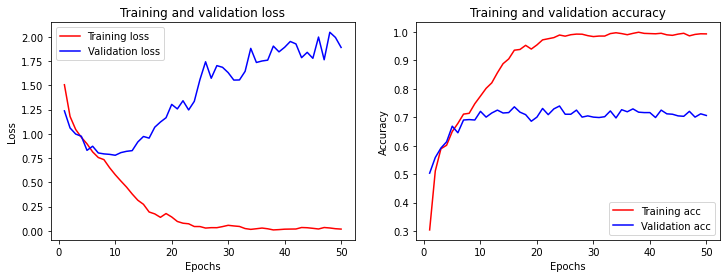 Training and validation loss
Training loss
Validation loss
2.00
1.75
1.50
1.25
1.00
0.75
0.50
0.25
0.00
Loss
0 10 20 30 40 50
Epochs
Training and validation accuracy
1.0
0.9
0.8
0.7
0.6
0.5
0.4
0.3
Accuracy
Training acc
Validation acc
0 10 20 30 40 50
Epochs